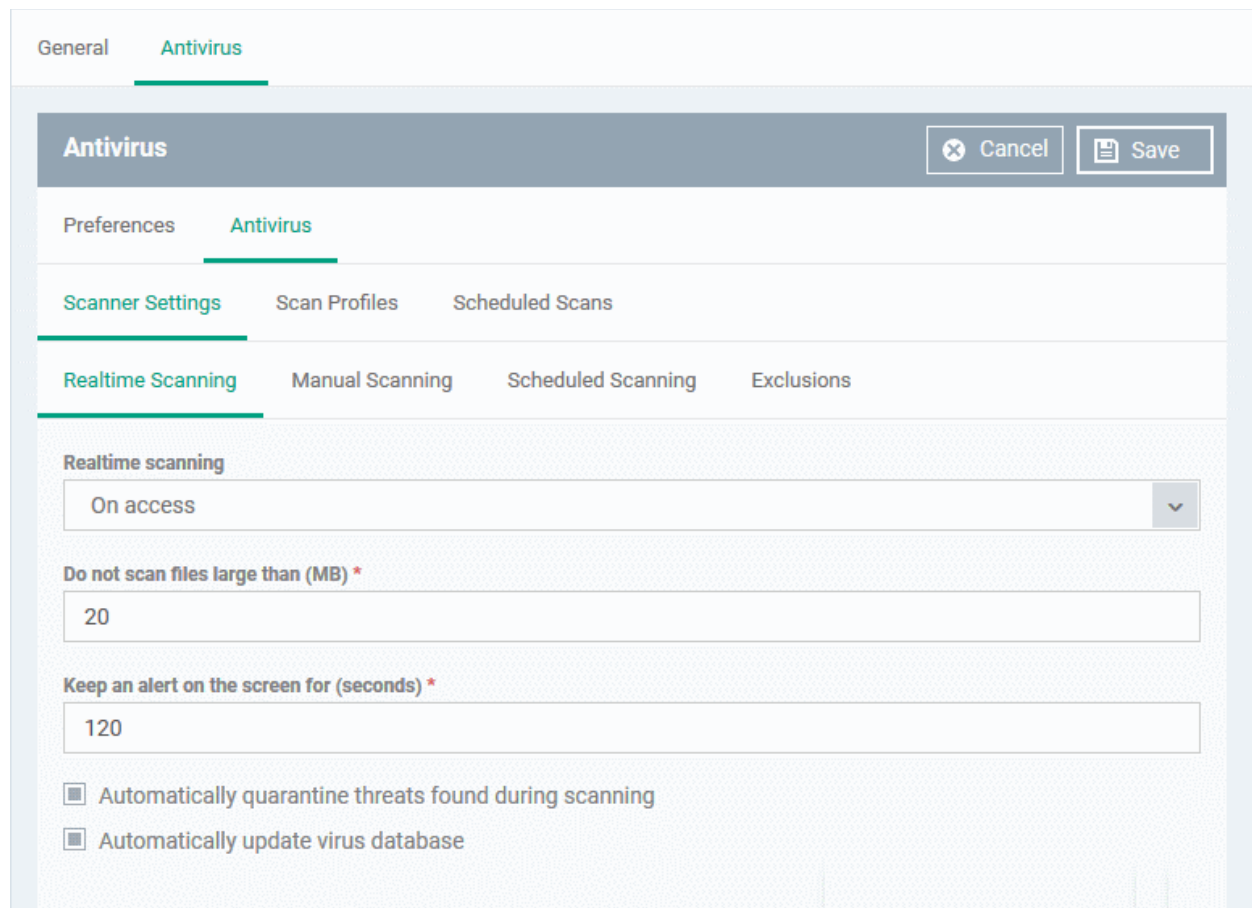 General Antivirus
Antivirus Cancel Save
Preferences Antivirus
Scanner Settings Scan Profiles Scheduled Scans
Realtime Scanning Manual Scanning Scheduled Scanning Exclusions
Realtime scanning
On access
Do not scan files large than (MB) *
20
Keep an alert on the screen for (seconds) *
120
Automatically quarantine threats found during scanning
Automatically update virus database